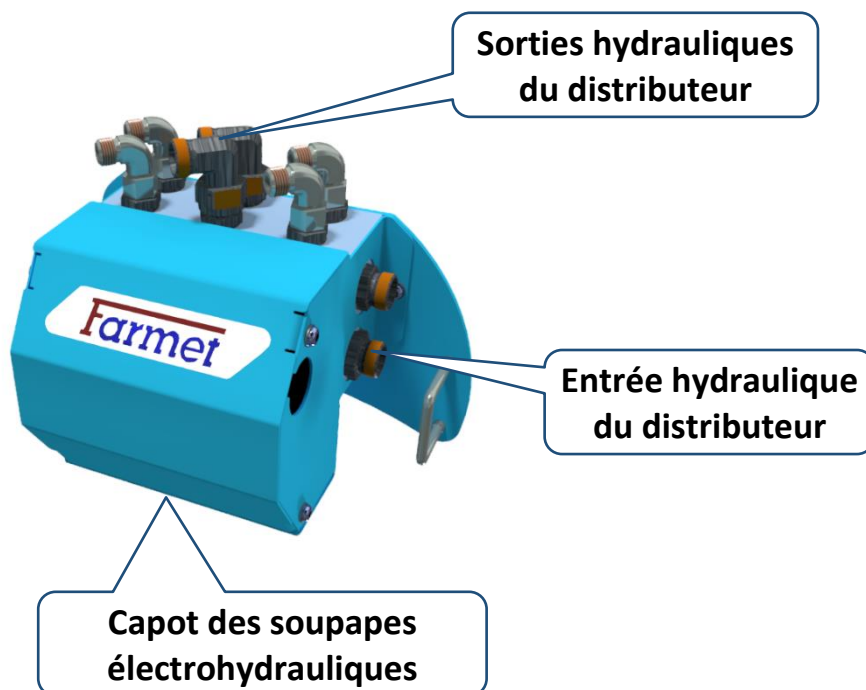 Sorties hydrauliques
du distributeur
Farmet
Entrée hydraulique
du distributeur
Capot des soupapes
électrohydrauliques